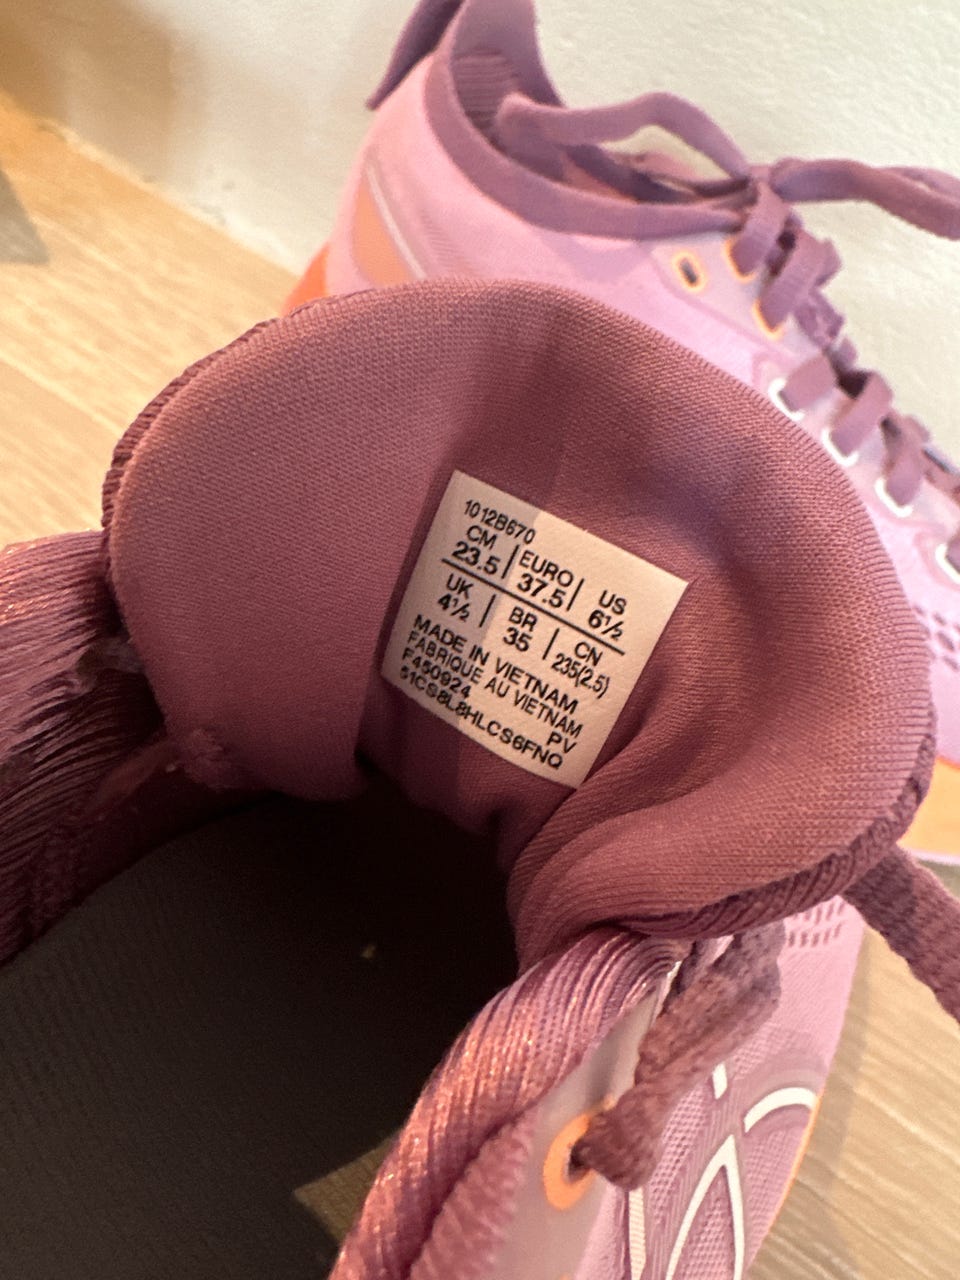 1012B670
CM | EURO | US
23.5 | 37.5 | 6½
UK | BR | CN
4½ | 35 | 235(2.5)
MADE IN VIETNAM
FABRIQUE AU VIETNAM
F450924 PV
51CS8L8HLCS6FNQ